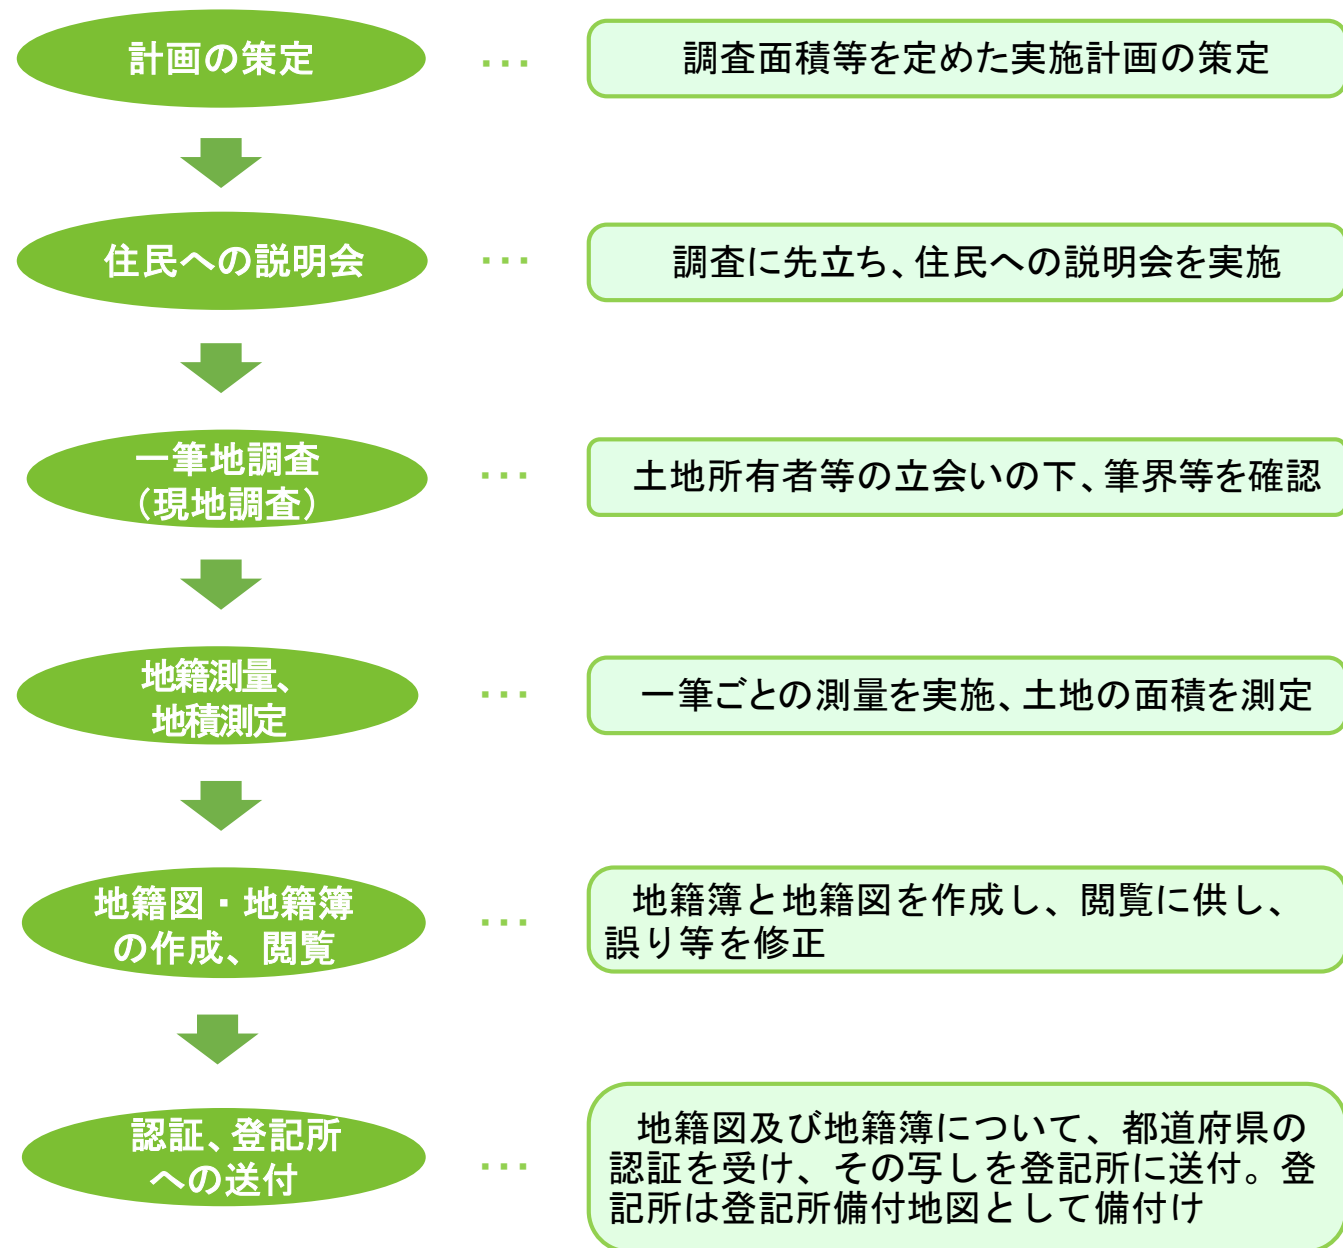 計画の策定
調査面積等を定めた実施計画の策定
住民への説明会
調査に先立ち、住民への説明会を実施
一筆地調査
（現地調査）
土地所有者等の立会いの下、筆界等を確認
地籍測量、
地積測定
一筆ごとの測量を実施、土地の面積を測定
地籍図・地籍簿
の作成、閲覧
地籍簿と地籍図を作成し、閲覧に供し、
誤り等を修正
認証、登記所
への送付
地籍図及び地籍簿について、都道府県の
認証を受け、その写しを登記所に送付。登
記所は登記所備付地図として備付け